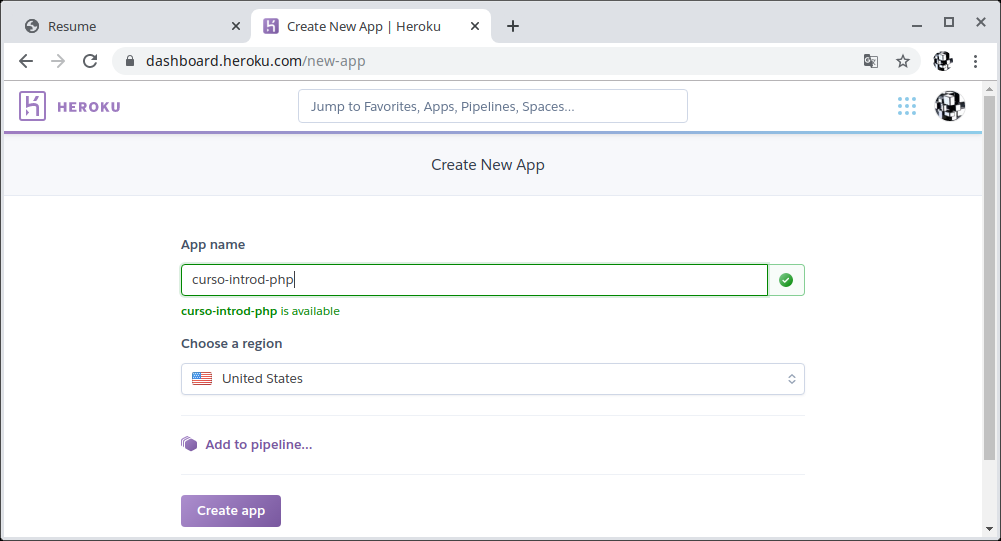 Resume
Create New App | Heroku
dashboard.heroku.com/new-app
HEROKU
Jump to Favorites, Apps, Pipelines, Spaces...
Create New App
App name
curso-introd-php
curso-introd-php is available
Choose a region
United States
Add to pipeline...
Create app